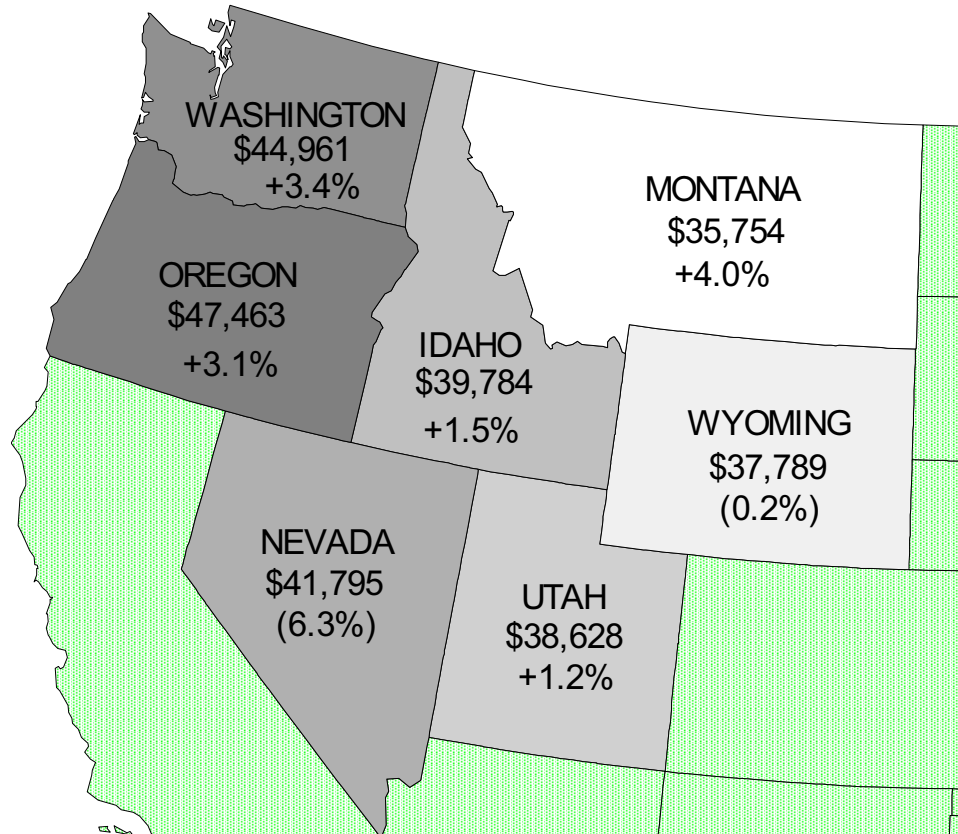 WASHINGTON
$44,961
+3.4%
MONTANA
$35,754
+4.0%
OREGON
$47,463
+3.1%
IDAHO
$39,784
+1.5%
WYOMING
$37,789
(0.2%)
NEVADA
$41,795
(6.3%)
UTAH
$38,628
+1.2%